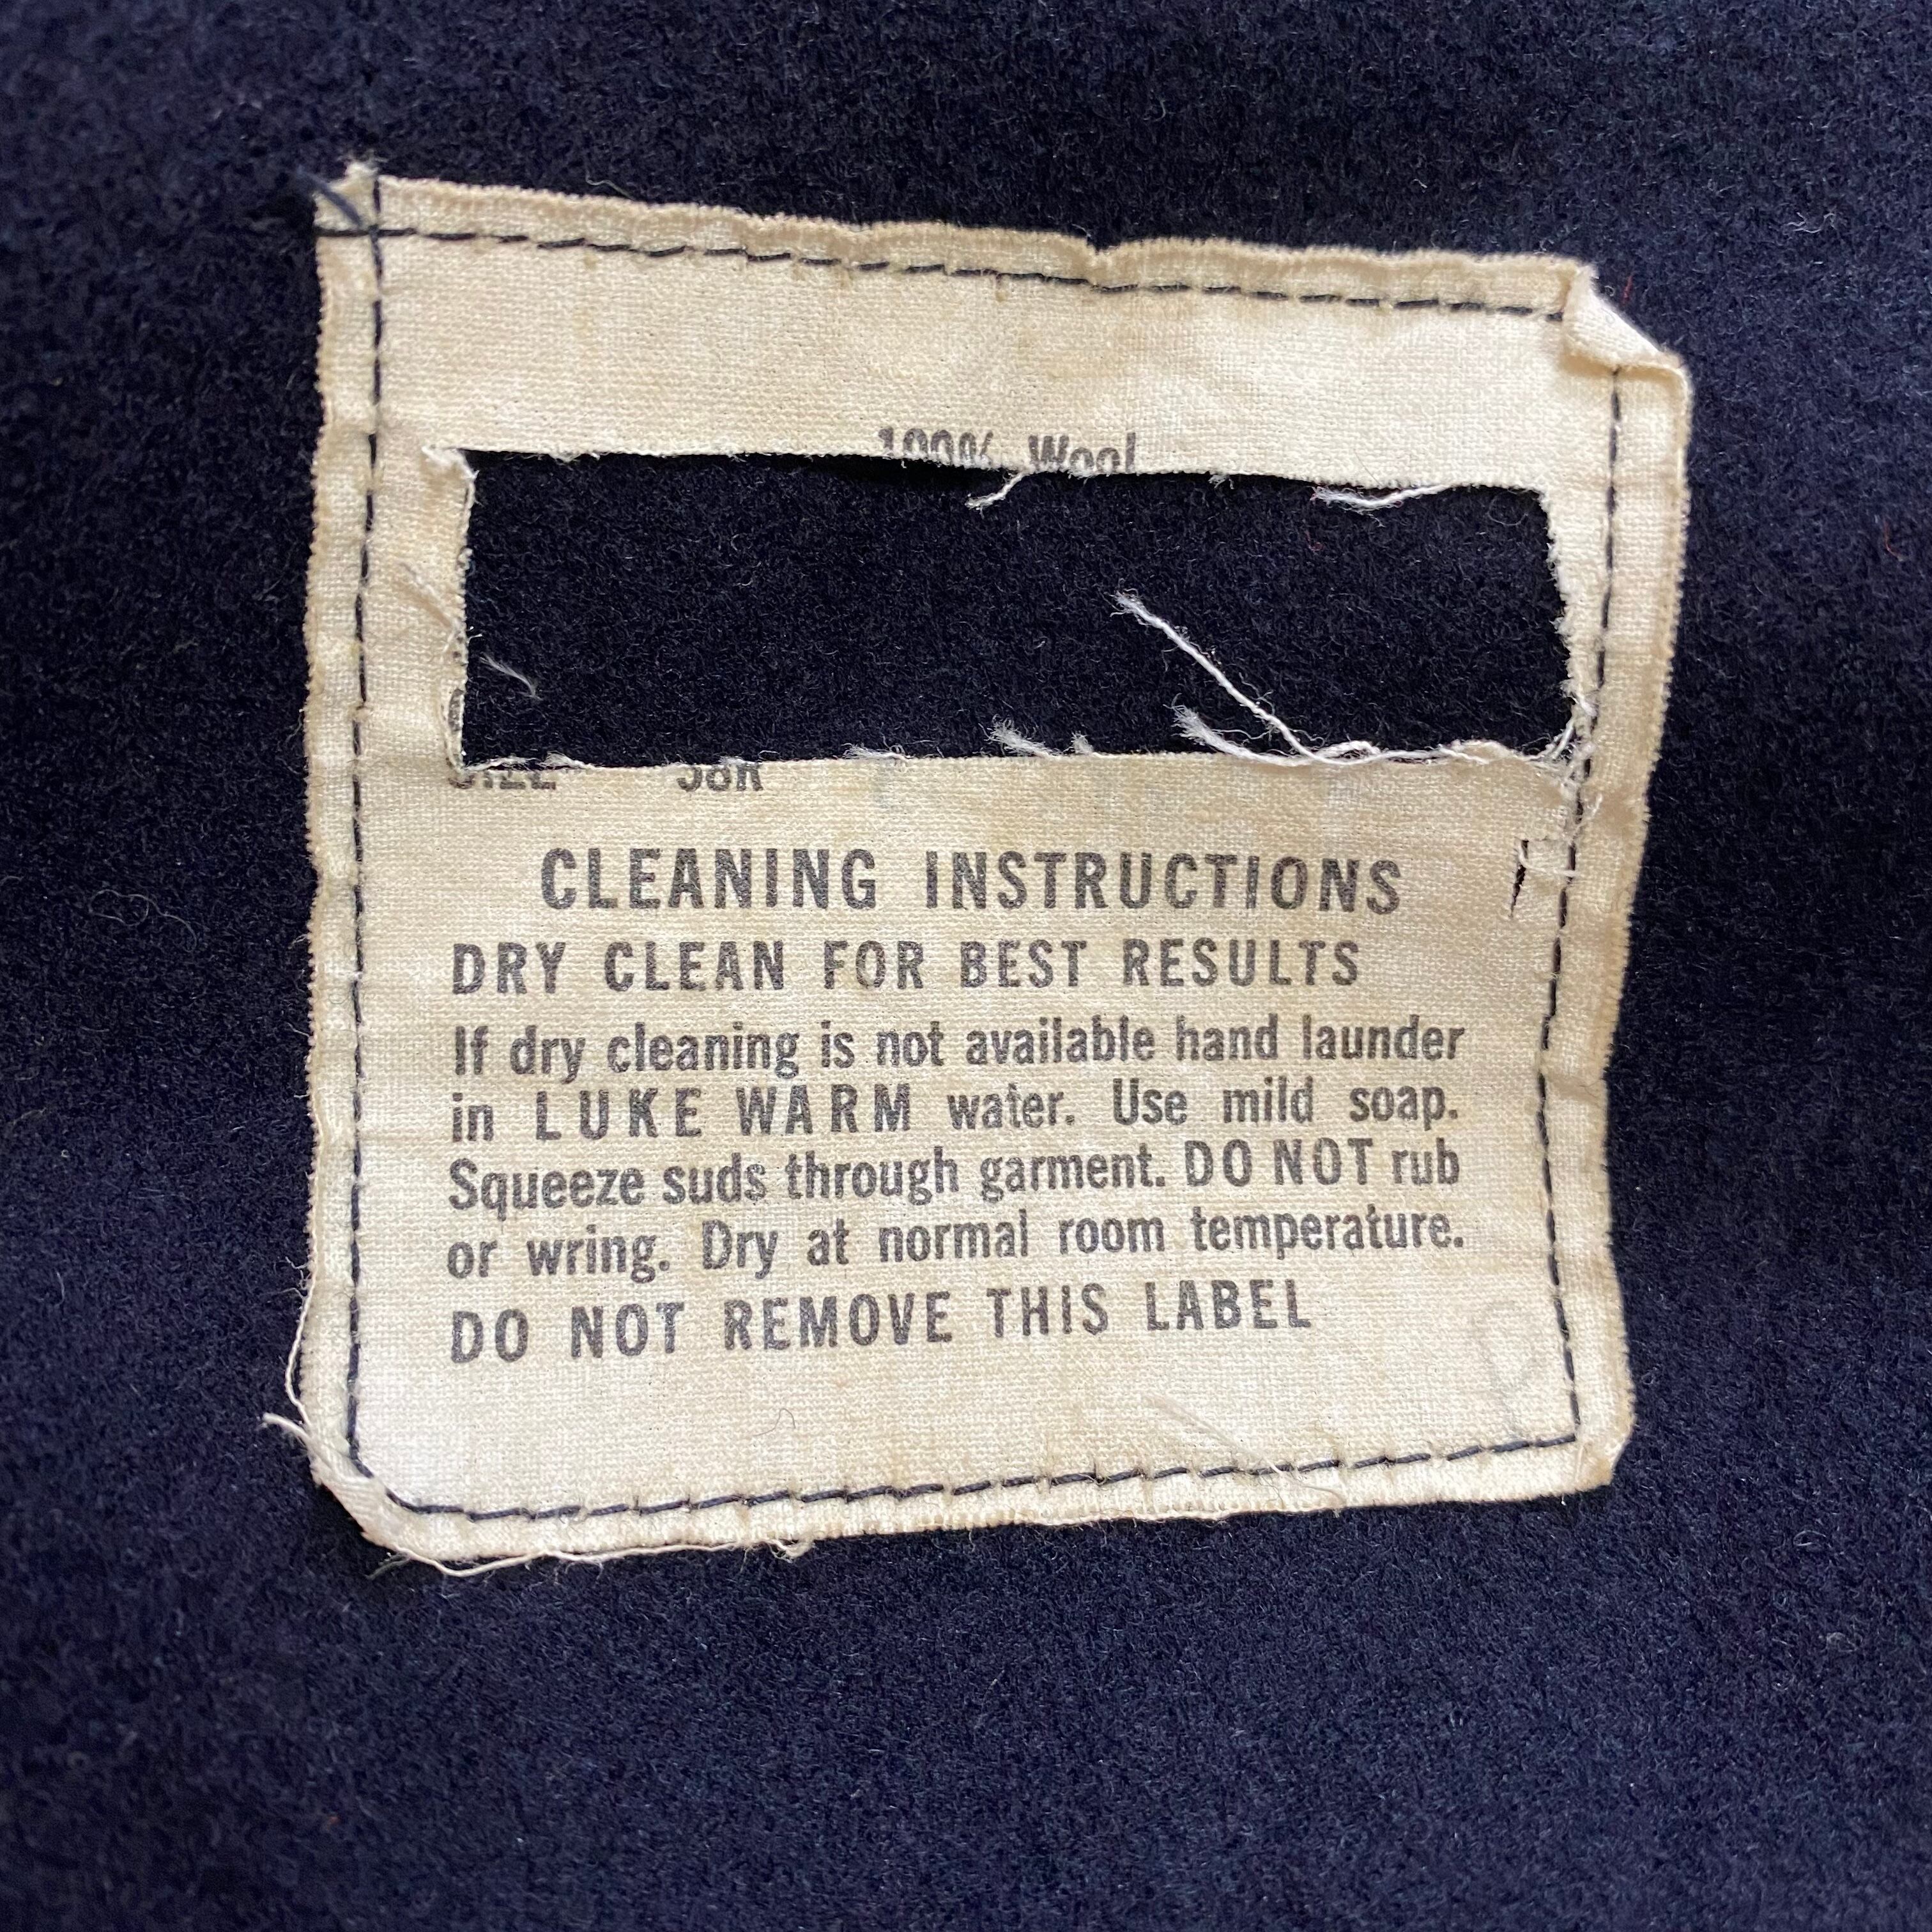 100% Wool
SIZE 38R
CLEANING INSTRUCTIONS
DRY CLEAN FOR BEST RESULTS
If dry cleaning is not available hand launder
in LUKE WARM water. Use mild soap.
Squeeze suds through garment. DO NOT rub
or wring. Dry at normal room temperature.
DO NOT REMOVE THIS LABEL